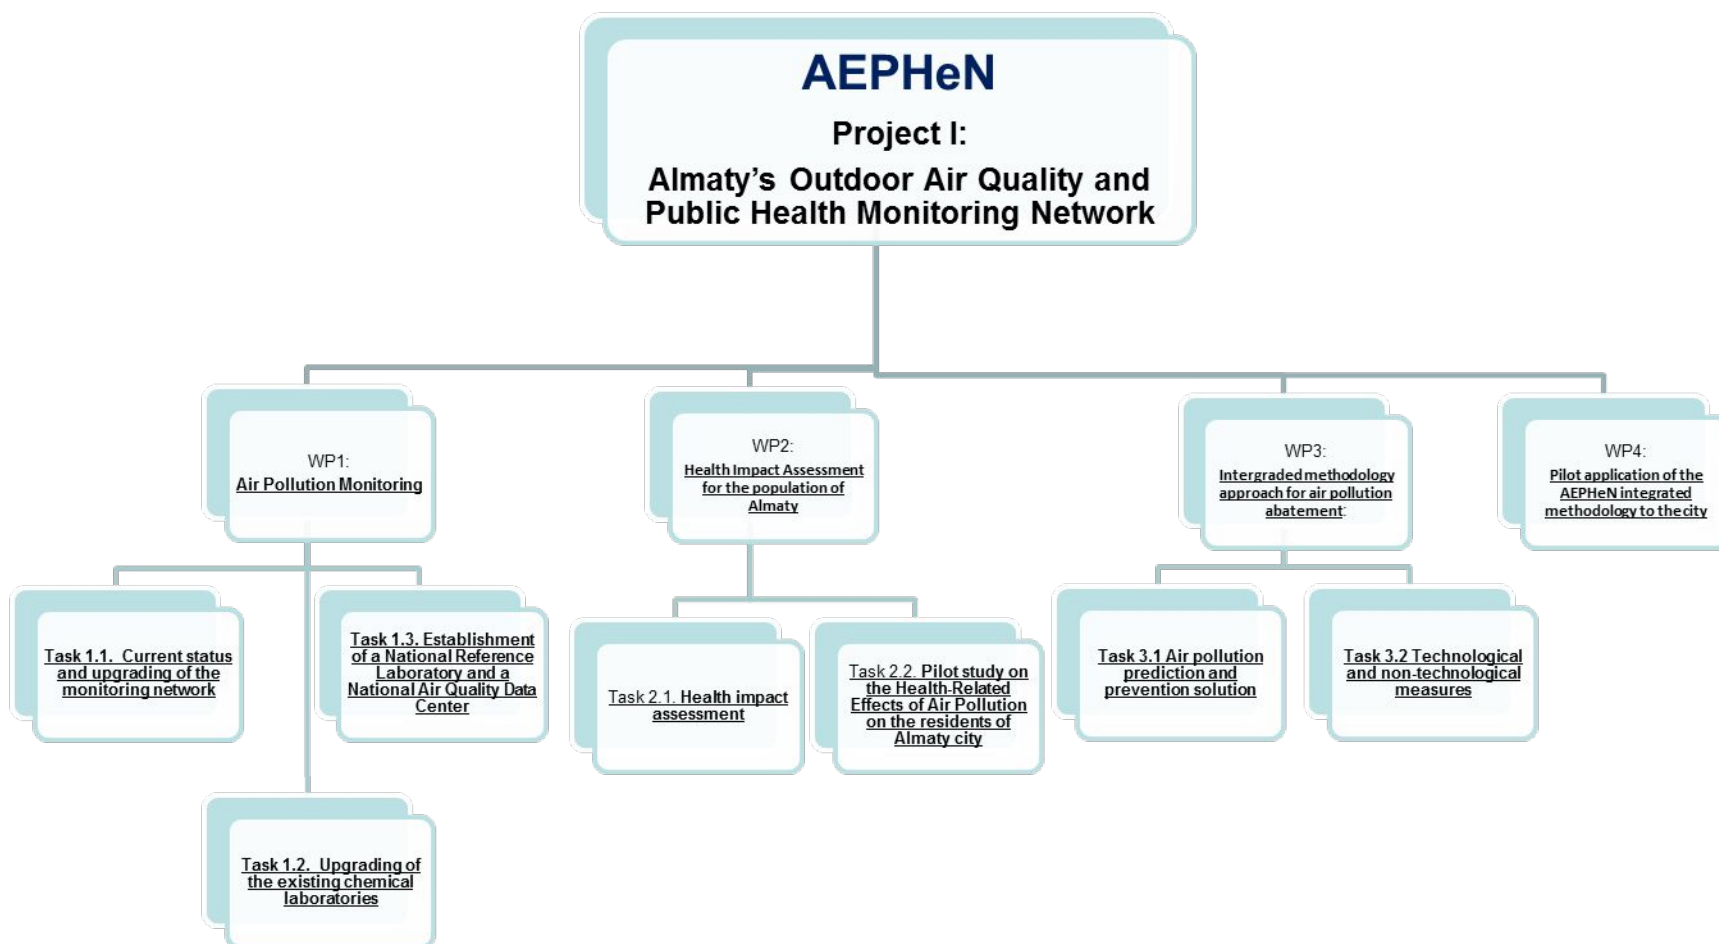 AEPHeN
Project I:
Almaty’s Outdoor Air Quality and
Public Health Monitoring Network
WP1:
Air Pollution Monitoring
WP2:
Health Impact Assessment
for the population of
Almaty
WP3:
Intergraded methodology
approach for air pollution
abatement:
WP4:
Pilot application of the
AEPHeN integrated
methodology to the city
Task 1.1. Current status
and upgrading of the
monitoring network
Task 1.3. Establishment
of a National Reference
Laboratory and a
National Air Quality Data
Center
Task 2.1. Health impact
assessment
Task 2.2. Pilot study on
the Health-Related
Effects of Air Pollution
on the residents of
Almaty city
Task 3.1 Air pollution
prediction and
prevention solution
Task 3.2 Technological
and non-technological
measures
Task 1.2. Upgrading of
the existing chemical
laboratories